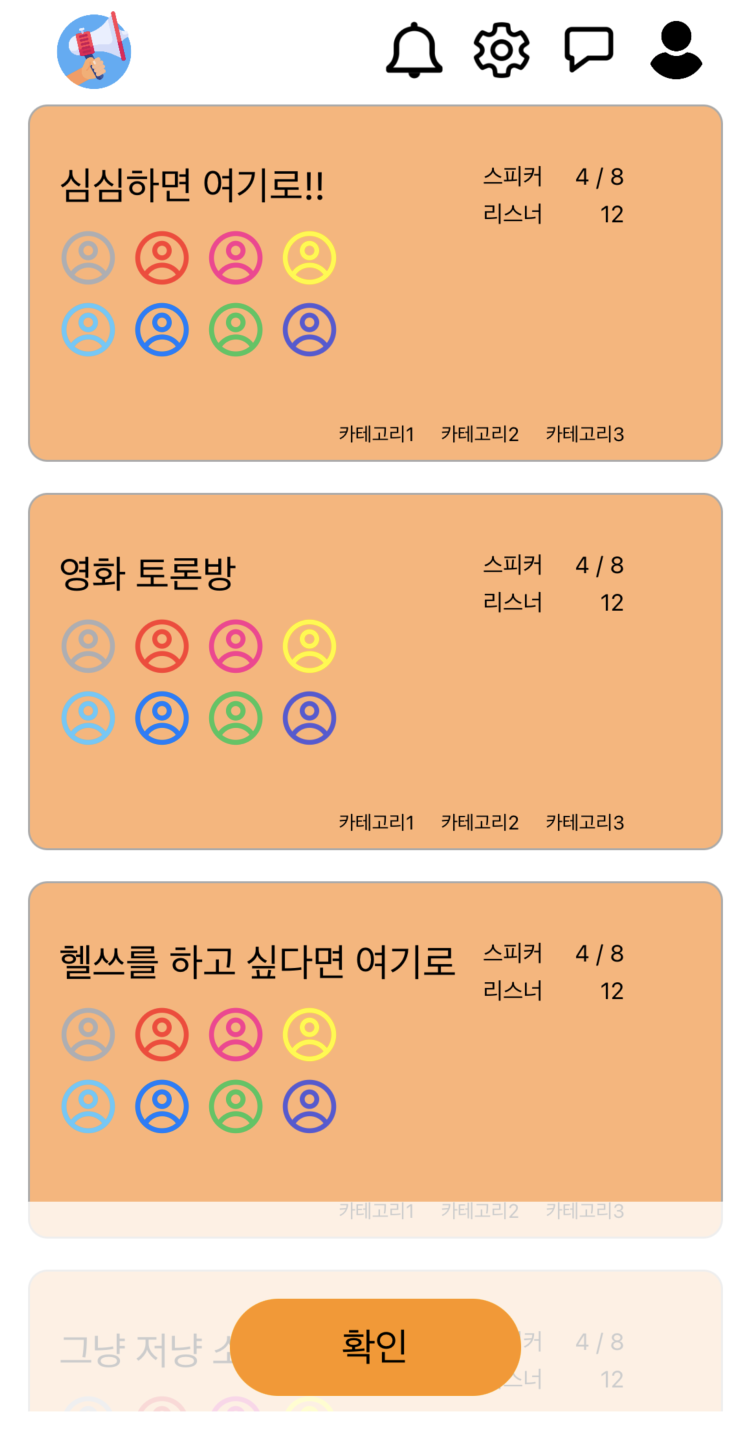 심심하면 여기로!!
스피커 4 / 8
리스너 12
카테고리1 카테고리2 카테고리3
영화 토론방
스피커 4 / 8
리스너 12
카테고리1 카테고리2 카테고리3
헬쓰를 하고 싶다면 여기로
스피커 4 / 8
리스너 12
카테고리1 카테고리2 카테고리3
그냥 저냥
4 / 8
12
확인